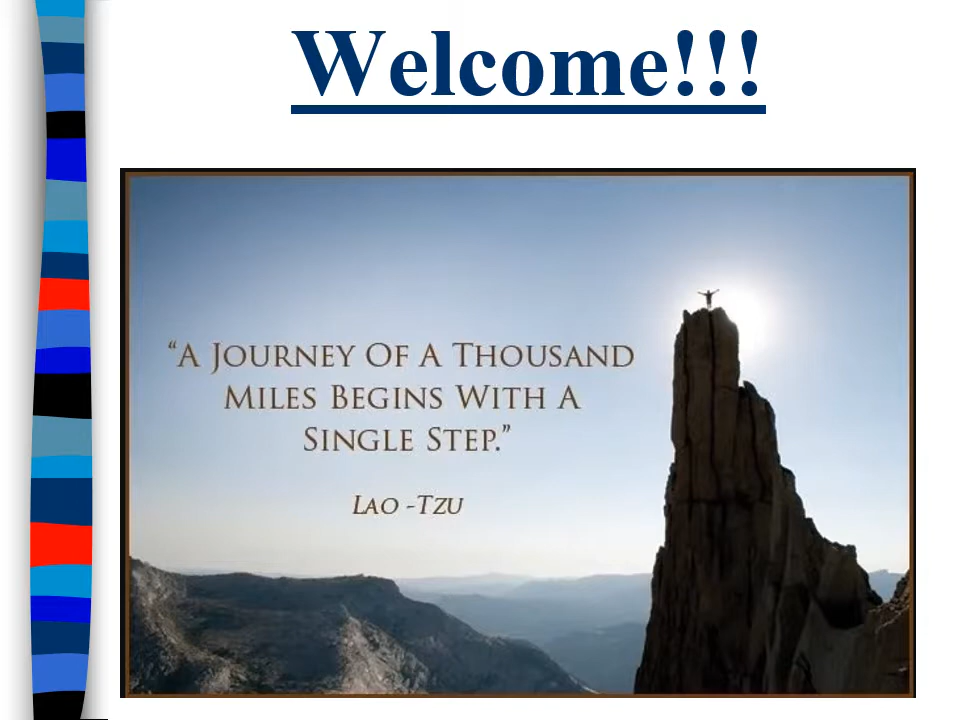 Welcome!!!
“A Journey Of A Thousand
Miles Begins With A
Single Step.”
Lao -Tzu